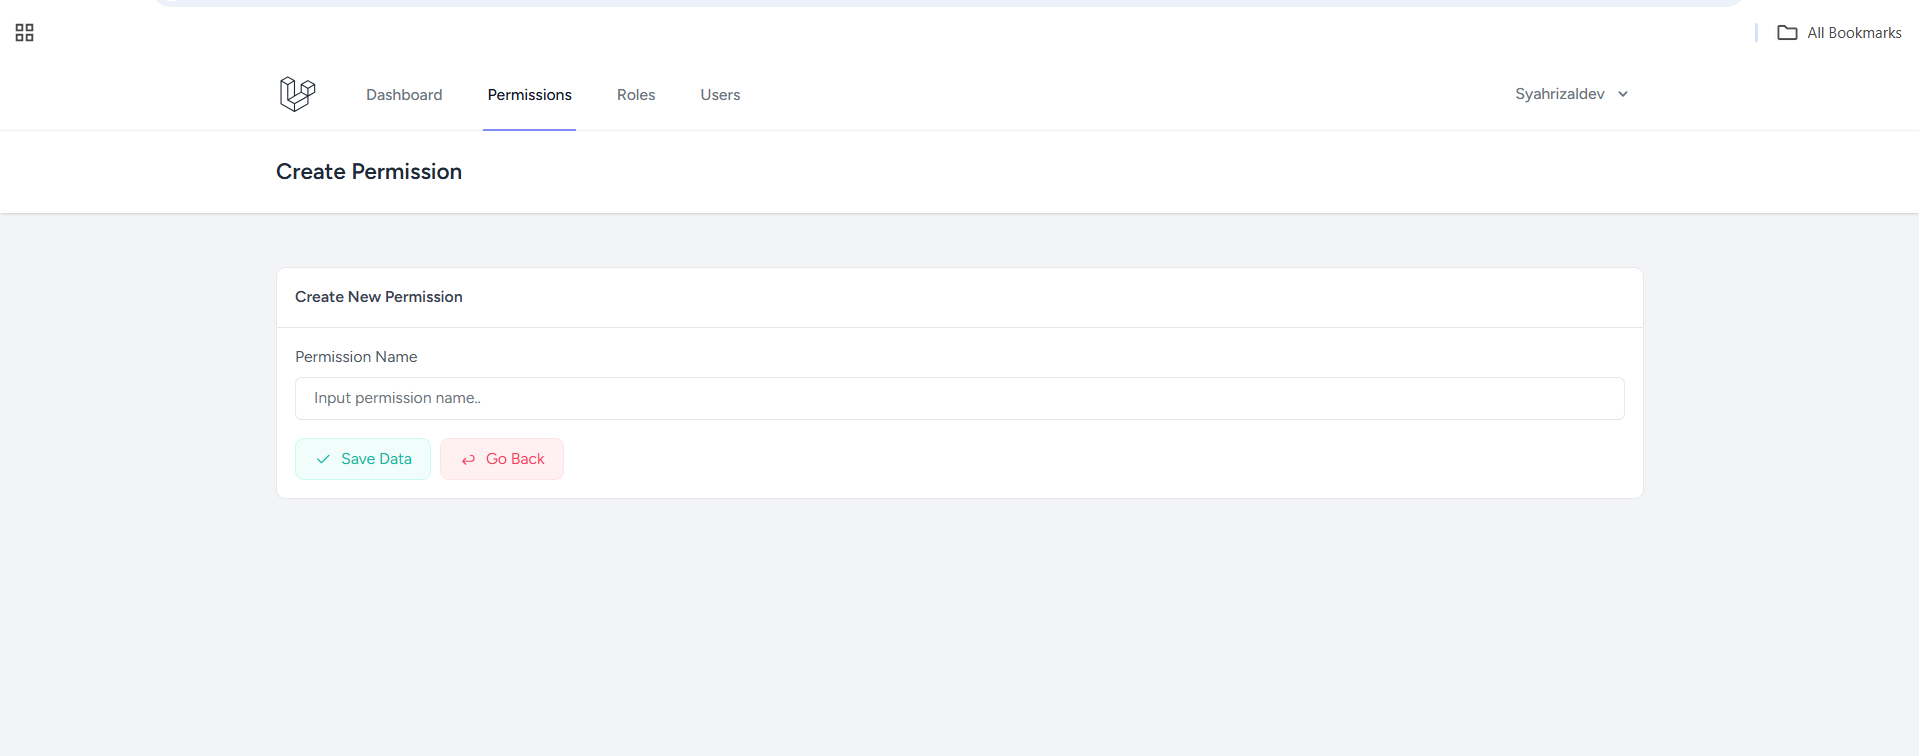 All Bookmarks
Dashboard Permissions Roles Users Syahrizaldev
Create Permission
Create New Permission
Permission Name
Input permission name..
Save Data Go Back